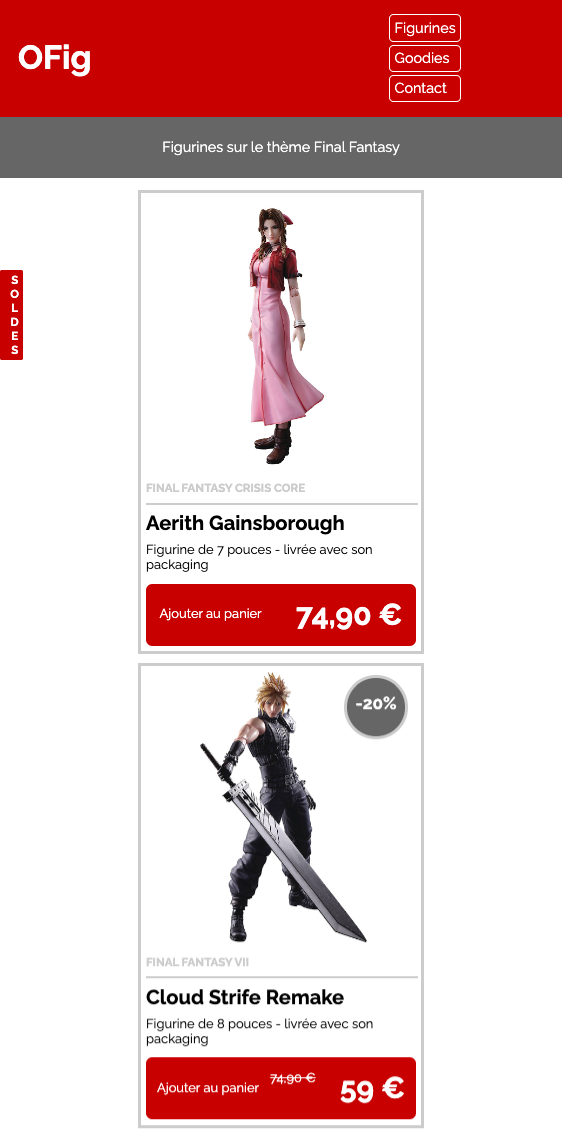 OFig
Figurines
Goodies
Contact
Figurines sur le thème Final Fantasy
SOLDES
FINAL FANTASY CRISIS CORE
Aerith Gainsborough
Figurine de 7 pouces - livrée avec son
packaging
Ajouter au panier 74,90 €
-20%
FINAL FANTASY VII
Cloud Strife Remake
Figurine de 8 pouces - livrée avec son
packaging
Ajouter au panier 74,90 € 59 €